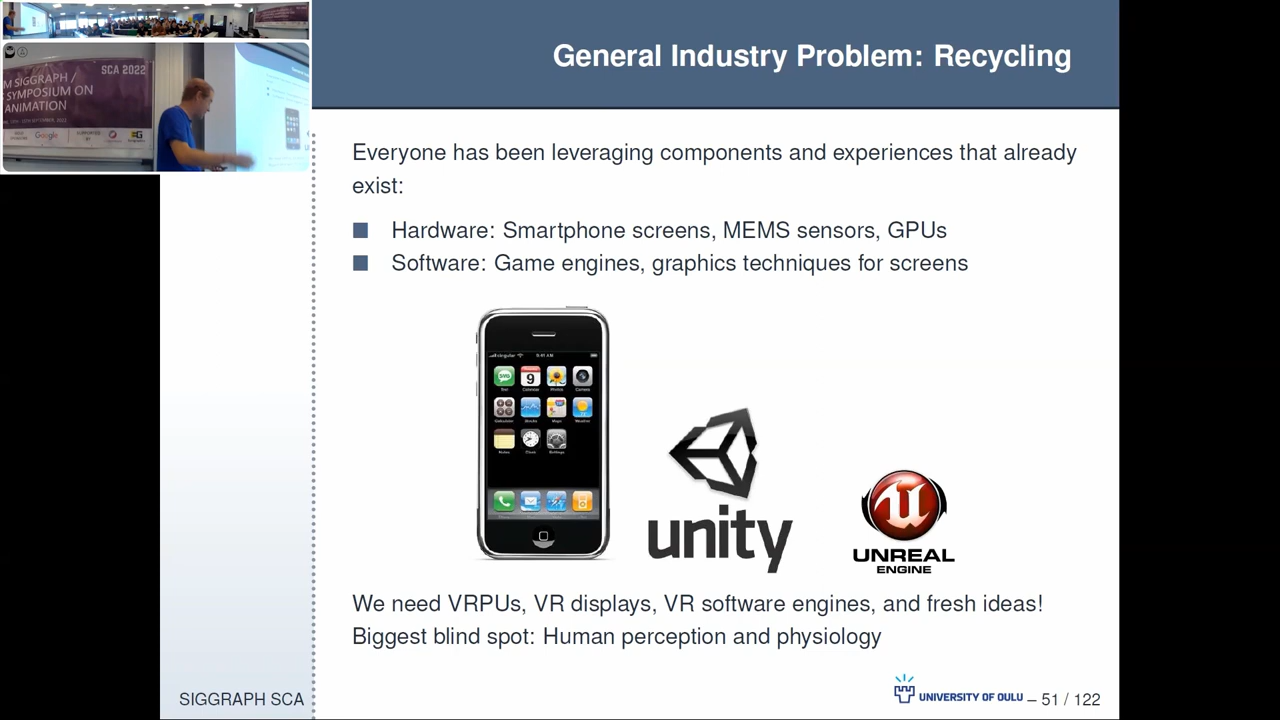 SCA 2022
M SIGGRAPH /
SYMPOSIUM ON
ANIMATION
Google
General Industry Problem: Recycling
Everyone has been leveraging components and experiences that already
exist:
Hardware: Smartphone screens, MEMS sensors, GPUs
Software: Game engines, graphics techniques for screens
9
unity
UNREAL
ENGINE
We need VRPUs, VR displays, VR software engines, and fresh ideas!
Biggest blind spot: Human perception and physiology
SIGGRAPH SCA
UNIVERSITY OF OULU – 51 / 122